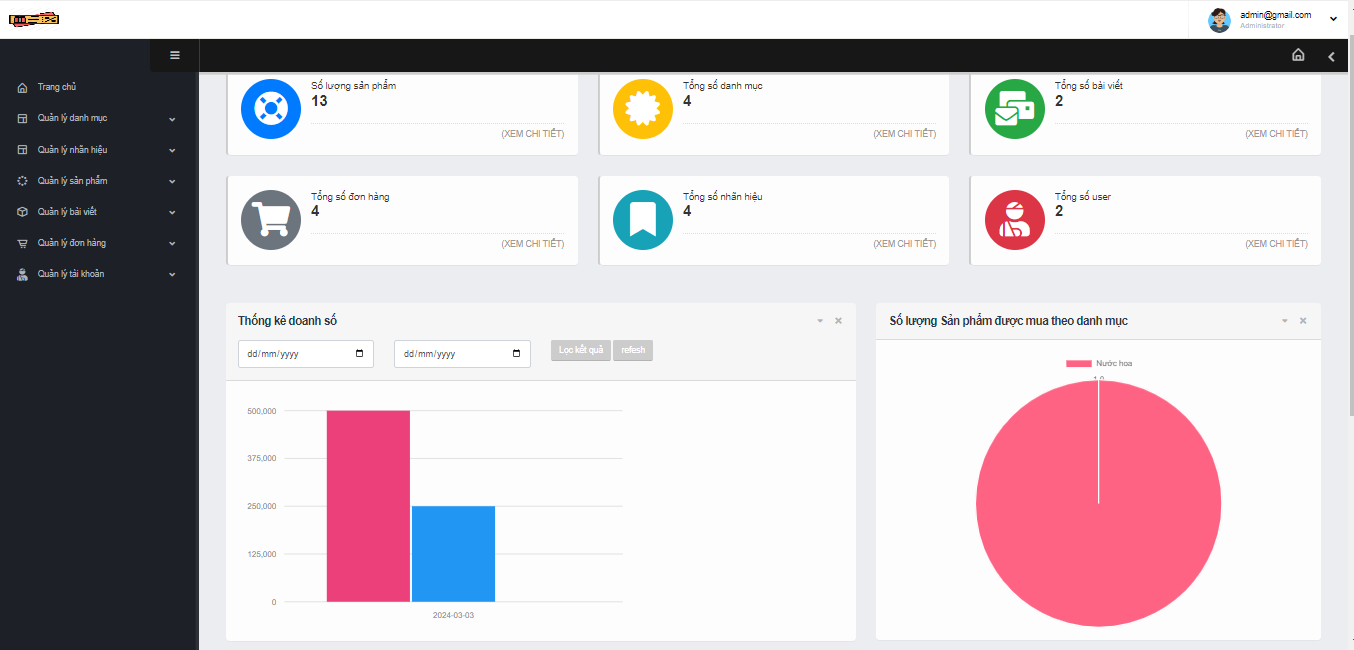 admin@gmail.com
Administrator
Trang chủ
Quản lý danh mục
Quản lý nhãn hiệu
Quản lý sản phẩm
Quản lý bài viết
Quản lý đơn hàng
Quản lý tài khoản
Số lượng sản phẩm
13
(XEM CHI TIẾT)
Tổng số danh mục
4
(XEM CHI TIẾT)
Tổng số bài viết
2
(XEM CHI TIẾT)
Tổng số đơn hàng
4
(XEM CHI TIẾT)
Tổng số nhãn hiệu
4
(XEM CHI TIẾT)
Tổng số user
2
(XEM CHI TIẾT)
Thống kê doanh số
dd/mm/yyyy
dd/mm/yyyy
Lọc kết quả
refesh
500,000
375,000
250,000
125,000
0
2024-03-03
Số lượng Sản phẩm được mua theo danh mục
Nước hoa
1.0